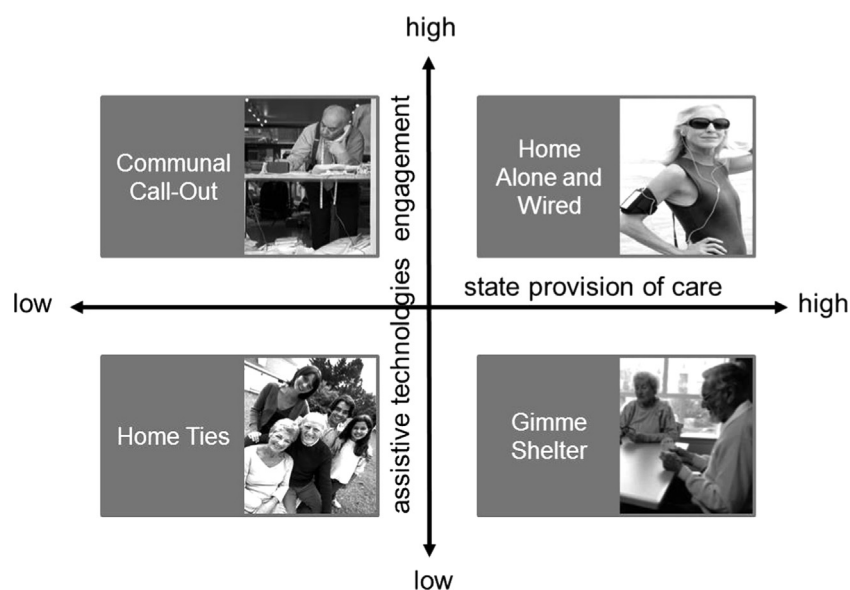 high
Communal
Call-Out
assistive technologies engagement
Home
Alone and
Wired
state provision of care
low
high
Home Ties
Gimme
Shelter
low